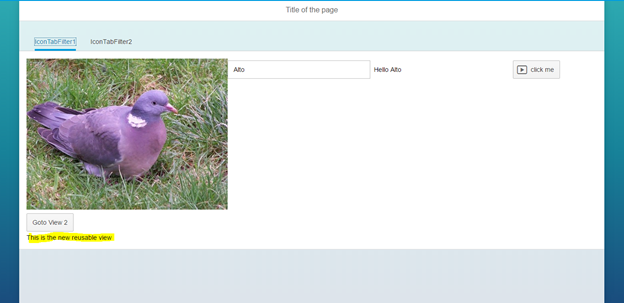 Title of the page
IconTabFilter1 IconTabFilter2
Alto Hello Alto click me
Goto View 2
This is the new reusable view